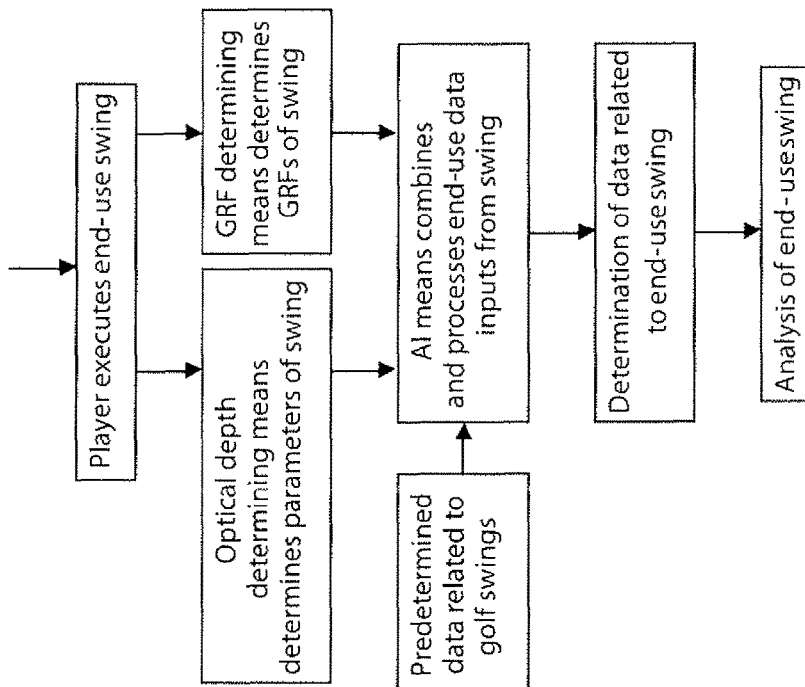 Player executes end-use swing
Optical depth
determining means
determines parameters of swing
GRF determining
means determines
GRFs of swing
Predetermined
data related to
golf swings
AI means combines
and processes end-use data
inputs from swing
Determination of data related
to end-use swing
Analysis of end-useswing